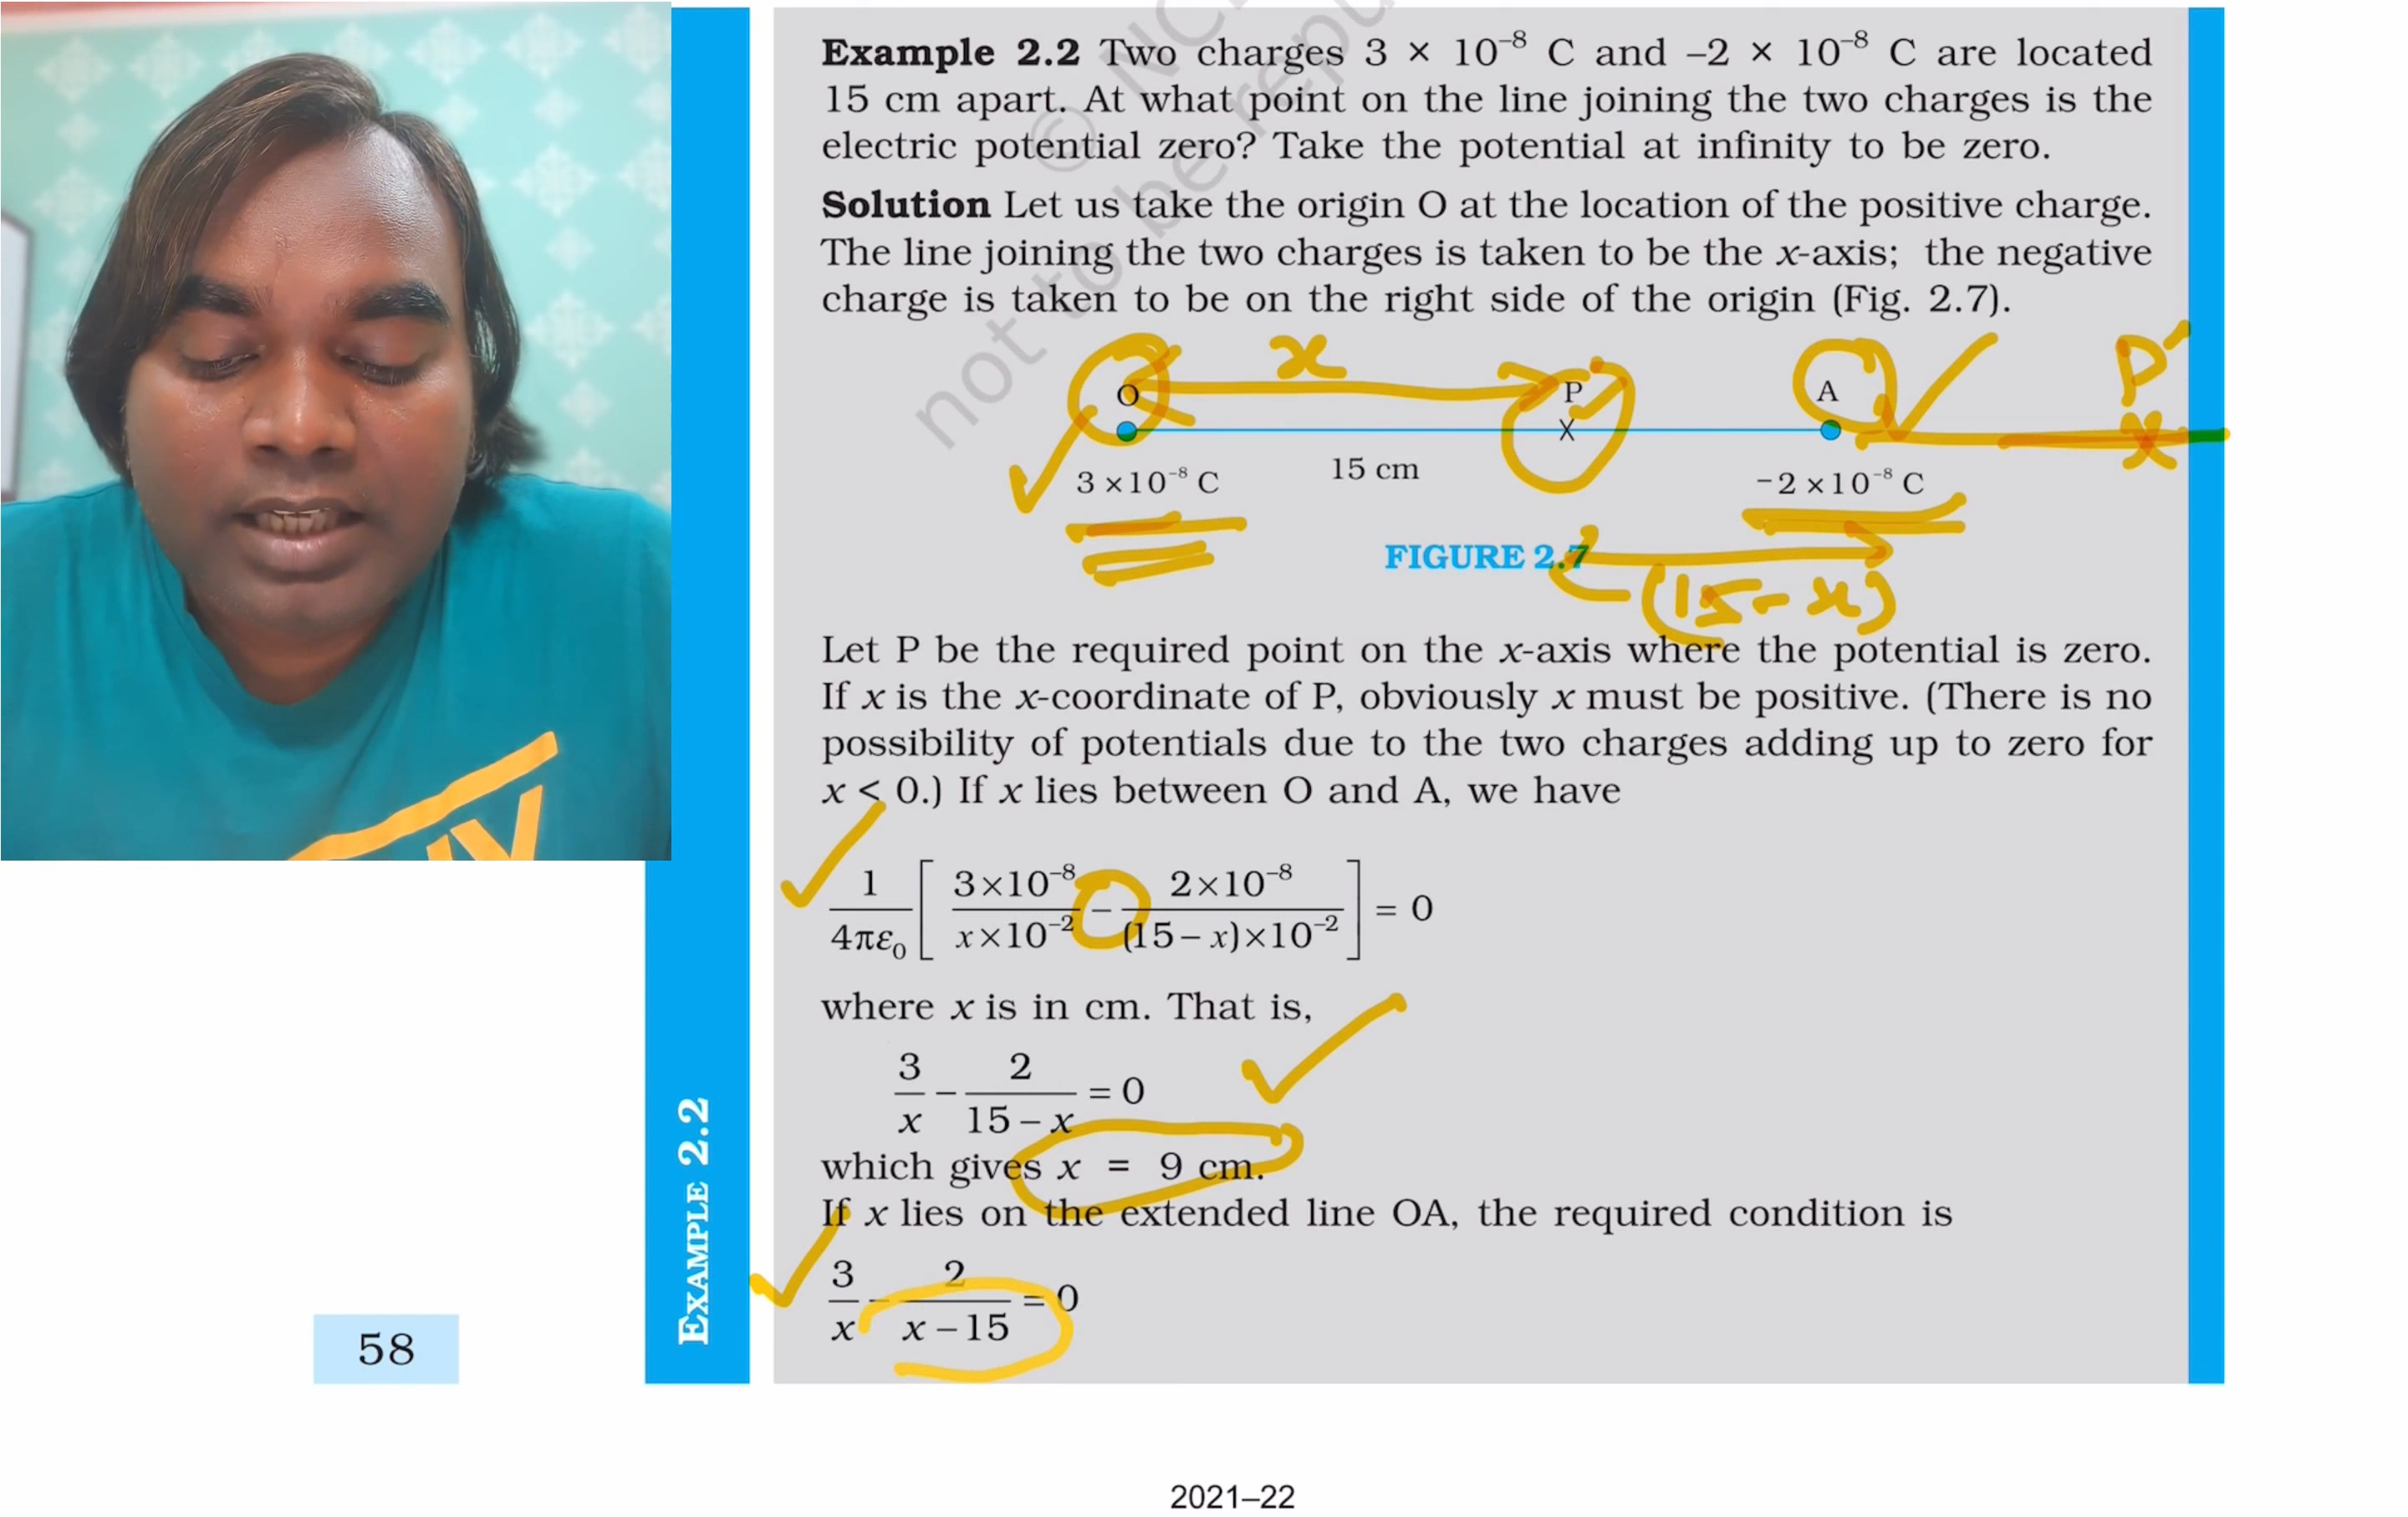 Example 2.2 Two charges 3 × 10⁻⁸ C and –2 × 10⁻⁸ C are located
15 cm apart. At what point on the line joining the two charges is the
electric potential zero? Take the potential at infinity to be zero.
Solution Let us take the origin O at the location of the positive charge.
The line joining the two charges is taken to be the x-axis; the negative
charge is taken to be on the right side of the origin (Fig. 2.7).
not to be repu
© NC
x
P′
O P A
X X
3 ×10⁻⁸ C 15 cm −2 ×10⁻⁸ C
FIGURE 2.7
(15-x)
Let P be the required point on the x-axis where the potential is zero.
If x is the x-coordinate of P, obviously x must be positive. (There is no
possibility of potentials due to the two charges adding up to zero for
x < 0.) If x lies between O and A, we have
1/4πε₀ [ 3×10⁻⁸/x×10⁻² − 2×10⁻⁸/(15−x)×10⁻² ] = 0
where x is in cm. That is,
3/x − 2/15−x = 0
which gives x = 9 cm.
If x lies on the extended line OA, the required condition is
3/x − 2/x−15 = 0
EXAMPLE 2.2
58
2021–22